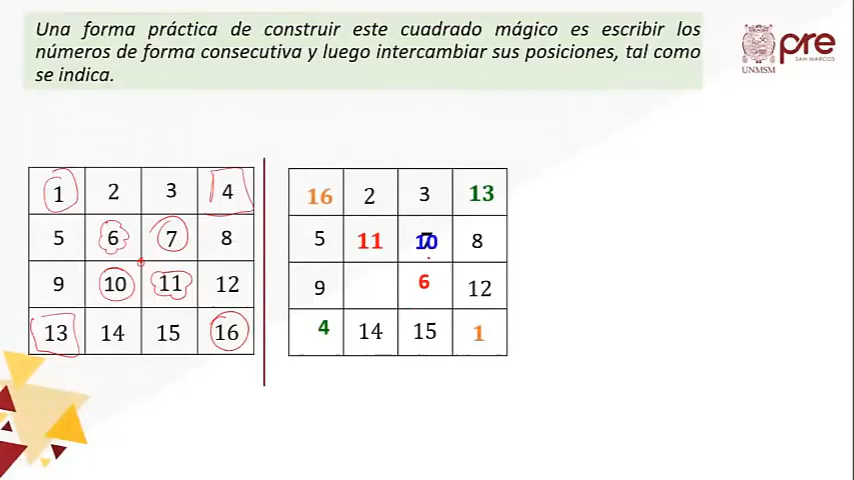 Una forma práctica de construir este cuadrado mágico es escribir los
números de forma consecutiva y luego intercambiar sus posiciones, tal como
se indica.
UNMSM
pre
SAN MARCOS
1 2 3 4
5 6 7 8
9 10 11 12
13 14 15 16
16 2 3 13
5 11 10 8
9 6 12
4 14 15 1